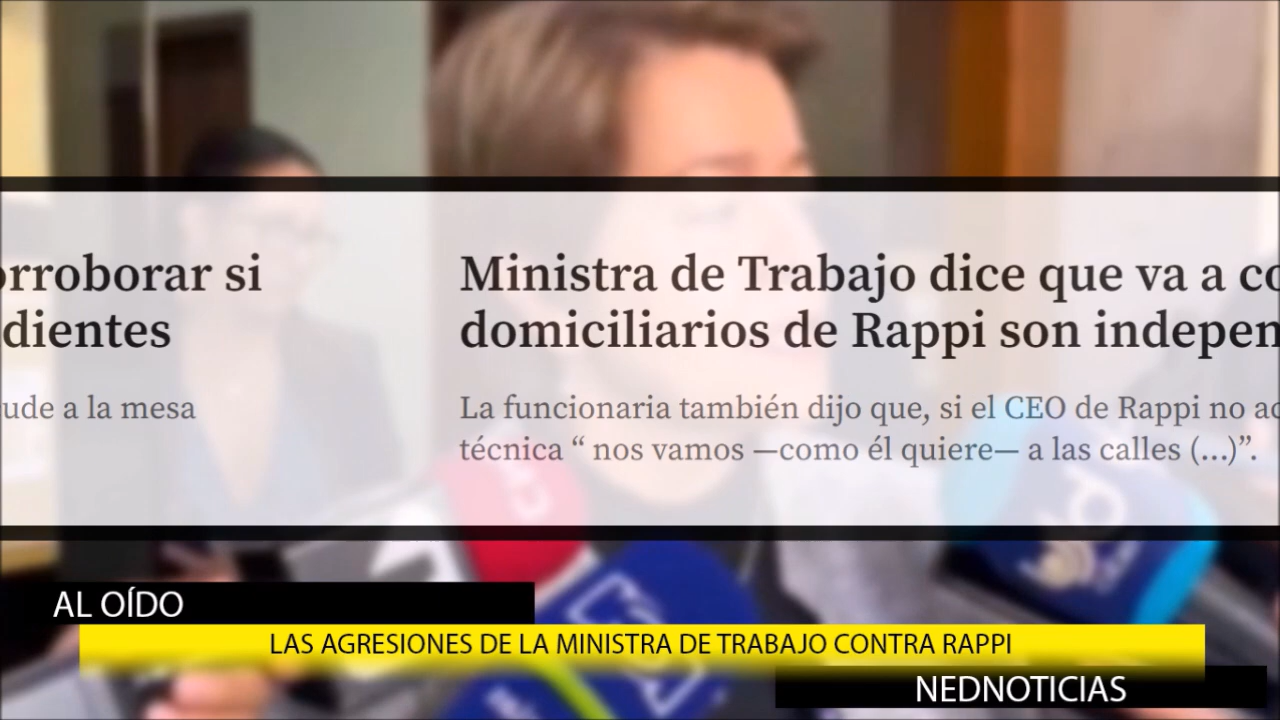 orroborar si
dientes
ude a la mesa
Ministra de Trabajo dice que va a co
domiciliarios de Rappi son indepen
La funcionaria también dijo que, si el CEO de Rappi no ac
técnica “ nos vamos —como él quiere— a las calles (...)”.
AL OÍDO
LAS AGRESIONES DE LA MINISTRA DE TRABAJO CONTRA RAPPI
NEDNOTICIAS